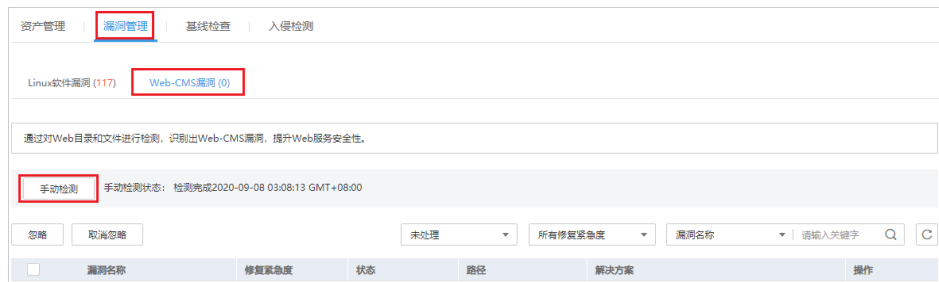 资产管理 漏洞管理 基线检查 入侵检测
Linux软件漏洞 (117) Web-CMS漏洞 (0)
通过对Web目录和文件进行检测，识别出Web-CMS漏洞，提升Web服务安全性。
手动检测 手动检测状态： 检测完成2020-09-08 03:08:13 GMT+08:00
忽略 取消忽略 未处理 所有修复紧急度 漏洞名称 请输入关键字
漏洞名称 修复紧急度 状态 路径 解决方案 操作